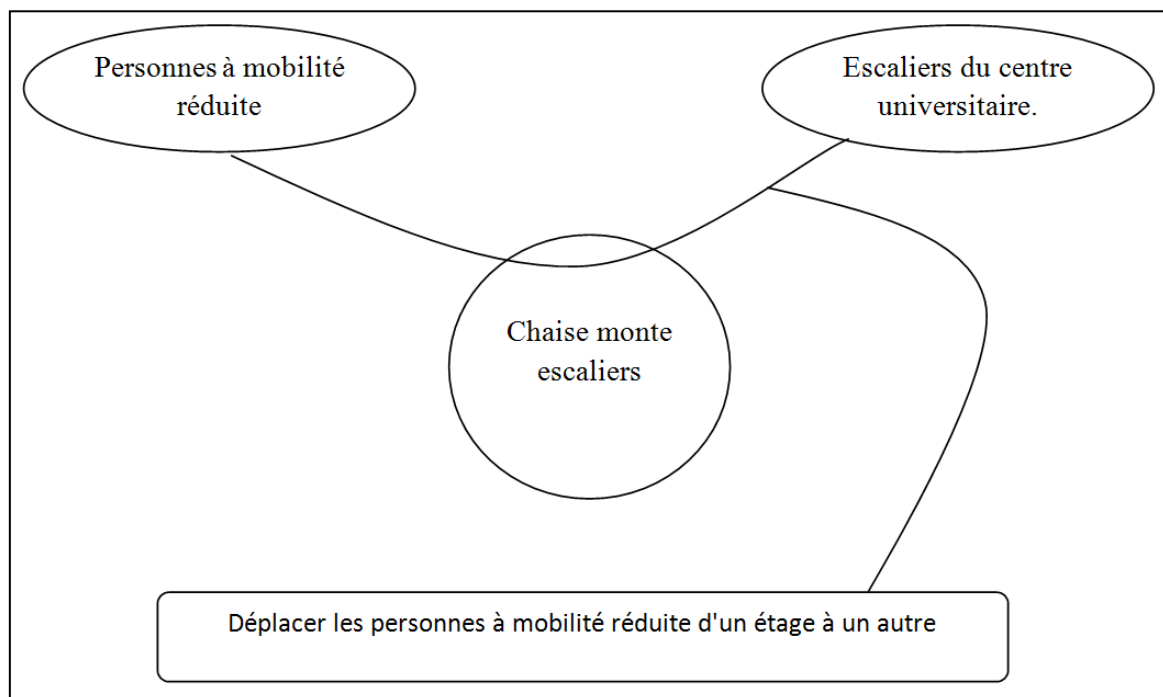 Personnes à mobilité
réduite
Escaliers du centre
universitaire.
Chaise monte
escaliers
Déplacer les personnes à mobilité réduite d'un étage à un autre